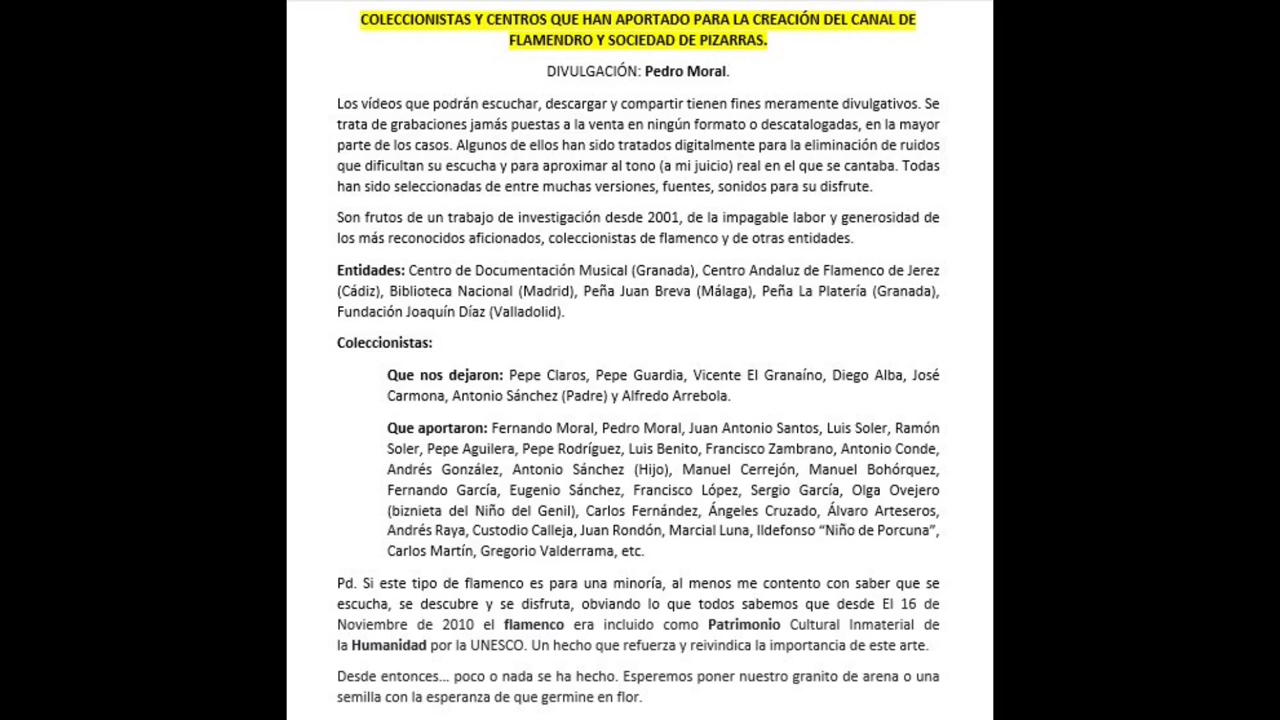 COLECCIONISTAS Y CENTROS QUE HAN APORTADO PARA LA CREACIÓN DEL CANAL DE
FLAMENDRO Y SOCIEDAD DE PIZARRAS.
DIVULGACIÓN: Pedro Moral.
Los vídeos que podrán escuchar, descargar y compartir tienen fines meramente divulgativos. Se
trata de grabaciones jamás puestas a la venta en ningún formato o descatalogadas, en la mayor
parte de los casos. Algunos de ellos han sido tratados digitalmente para la eliminación de ruidos
que dificultan su escucha y para aproximar al tono (a mi juicio) real en el que se cantaba. Todas
han sido seleccionadas de entre muchas versiones, fuentes, sonidos para su disfrute.
Son frutos de un trabajo de investigación desde 2001, de la impagable labor y generosidad de
los más reconocidos aficionados, coleccionistas de flamenco y de otras entidades.
Entidades: Centro de Documentación Musical (Granada), Centro Andaluz de Flamenco de Jerez
(Cádiz), Biblioteca Nacional (Madrid), Peña Juan Breva (Málaga), Peña La Platería (Granada),
Fundación Joaquín Díaz (Valladolid).
Coleccionistas:
Que nos dejaron: Pepe Claros, Pepe Guardia, Vicente El Granaíno, Diego Alba, José
Carmona, Antonio Sánchez (Padre) y Alfredo Arrebola.
Que aportaron: Fernando Moral, Pedro Moral, Juan Antonio Santos, Luis Soler, Ramón
Soler, Pepe Aguilera, Pepe Rodríguez, Luis Benito, Francisco Zambrano, Antonio Conde,
Andrés González, Antonio Sánchez (Hijo), Manuel Cerrejón, Manuel Bohórquez,
Fernando García, Eugenio Sánchez, Francisco López, Sergio García, Olga Ovejero
(biznieta del Niño del Genil), Carlos Fernández, Ángeles Cruzado, Álvaro Arteseros,
Andrés Raya, Custodio Calleja, Juan Rondón, Marcial Luna, Ildefonso “Niño de Porcuna”,
Carlos Martín, Gregorio Valderrama, etc.
Pd. Si este tipo de flamenco es para una minoría, al menos me contento con saber que se
escucha, se descubre y se disfruta, obviando lo que todos sabemos que desde El 16 de
Noviembre de 2010 el flamenco era incluido como Patrimonio Cultural Inmaterial de
la Humanidad por la UNESCO. Un hecho que refuerza y reivindica la importancia de este arte.
Desde entonces… poco o nada se ha hecho. Esperemos poner nuestro granito de arena o una
semilla con la esperanza de que germine en flor.